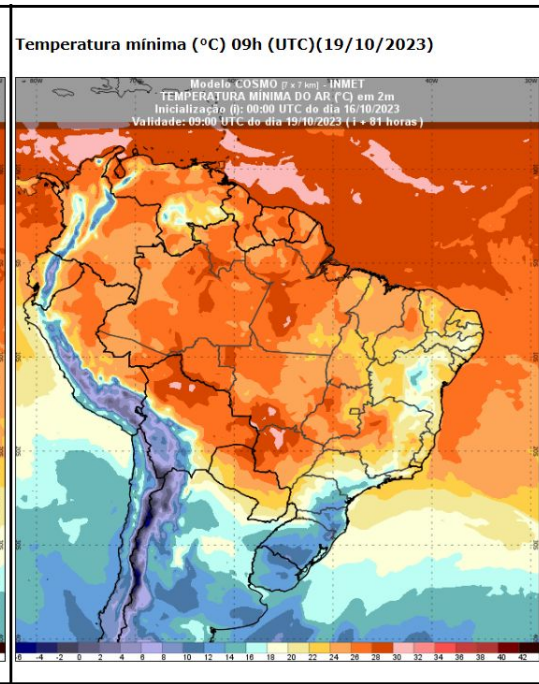 Temperatura mínima (ºC) 09h (UTC)(19/10/2023)
Modelo COSMO [7 x 7 km] - INMET
TEMPERATURA MÍNIMA DO AR (°C) em 2m
Inicialização (i): 00:00 UTC do dia 16/10/2023
Validade: 09:00 UTC do dia 19/10/2023 ( i + 81 horas )
-6 -4 -2 0 2 4 6 8 10 12 14 16 18 20 22 24 26 28 30 32 34 36 38 40 42